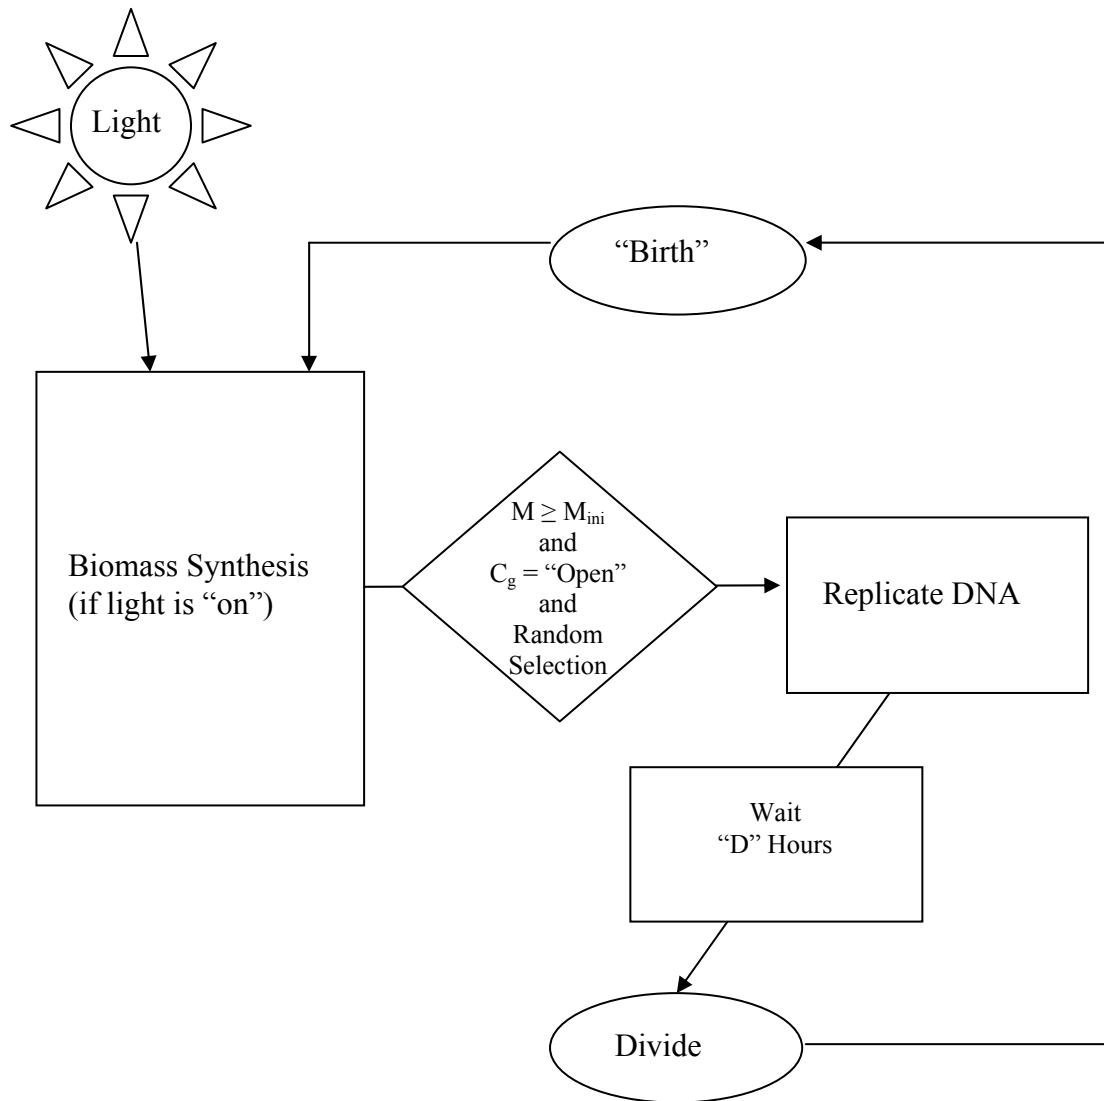 Light
“Birth”
Biomass Synthesis
(if light is “on”)
M ≥ Mini
and
Cg = “Open”
and
Random
Selection
Replicate DNA
Wait
“D” Hours
Divide